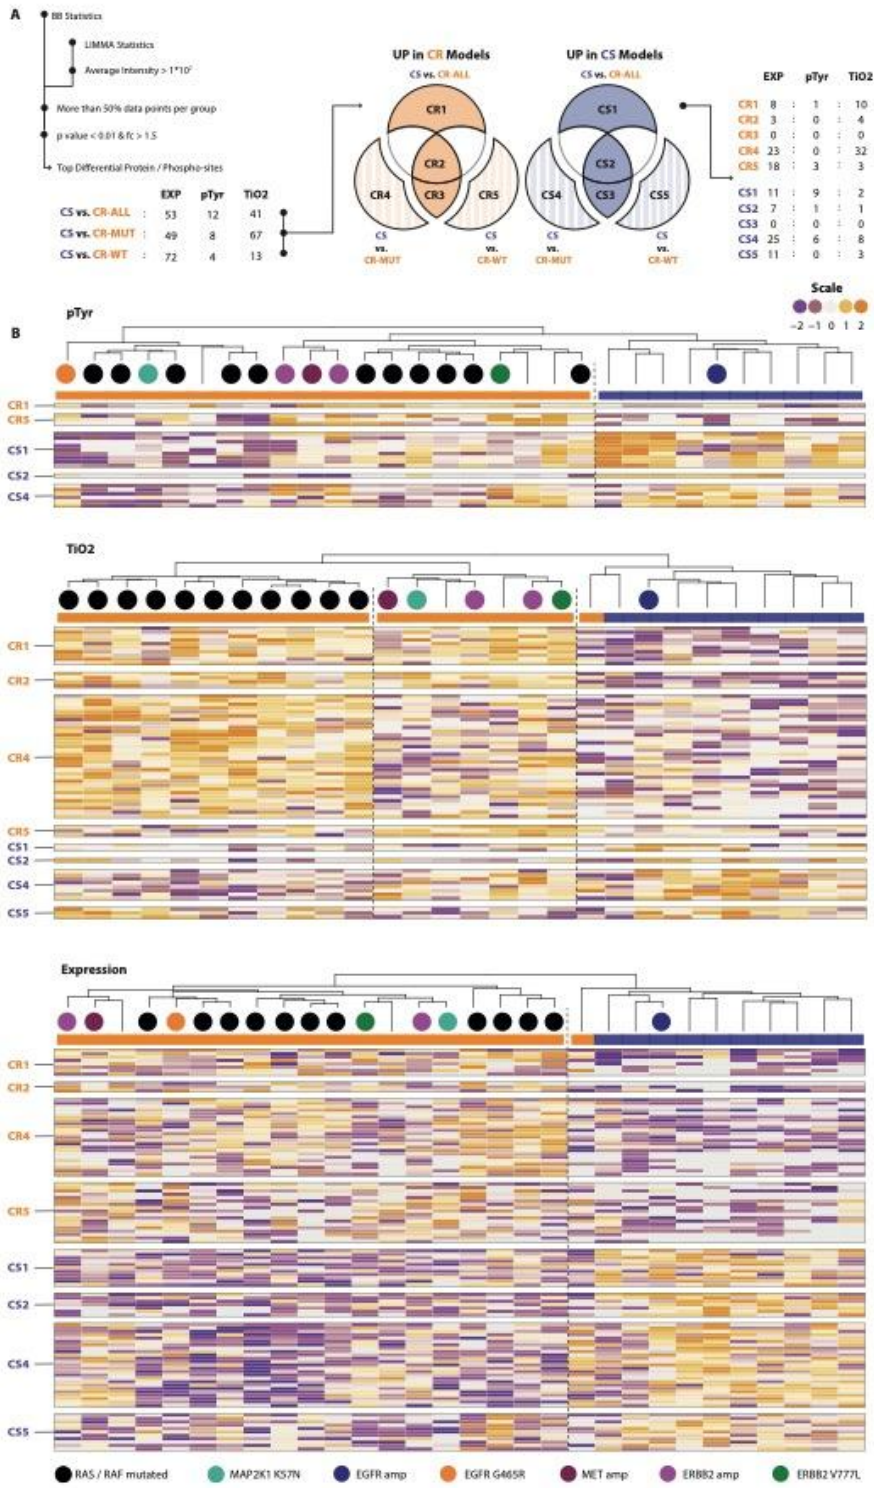 A
BB Statistics
LIMMA Statistics
Average Intensity > 1*10⁷
More than 50% data points per group
p value < 0.01 & fc > 1.5
Top Differential Protein / Phospho-sites
EXP pTyr TiO2
CS vs. CR-ALL : 53 12 41
CS vs. CR-MUT : 49 8 67
CS vs. CR-WT : 72 4 13
UP in CR Models
CS vs. CR-ALL
CR1
CR2
CR4 CR3 CR5
CS vs. CR-MUT
CS vs. CR-WT
UP in CS Models
CS vs. CR-ALL
CS1
CS2
CS4 CS3 CS5
CS vs. CR-MUT
CS vs. CR-WT
EXP pTyr TiO2
CR1 8 : 1 : 10
CR2 3 : 0 : 4
CR3 0 : 0 : 0
CR4 23 : 0 : 32
CR5 18 : 3 : 3
CS1 11 : 9 : 2
CS2 7 : 1 : 1
CS3 0 : 0 : 0
CS4 25 : 6 : 8
CS5 11 : 0 : 3
Scale
-2 -1 0 1 2
B
pTyr
CR1
CR5
CS1
CS2
CS4
TiO2
CR1
CR2
CR4
CR5
CS1
CS2
CS4
CS5
Expression
CR1
CR2
CR4
CR5
CS1
CS2
CS4
CS5
RAS / RAF mutated MAP2K1 K57N EGFR amp EGFR G465R MET amp ERBB2 amp ERBB2 V777L